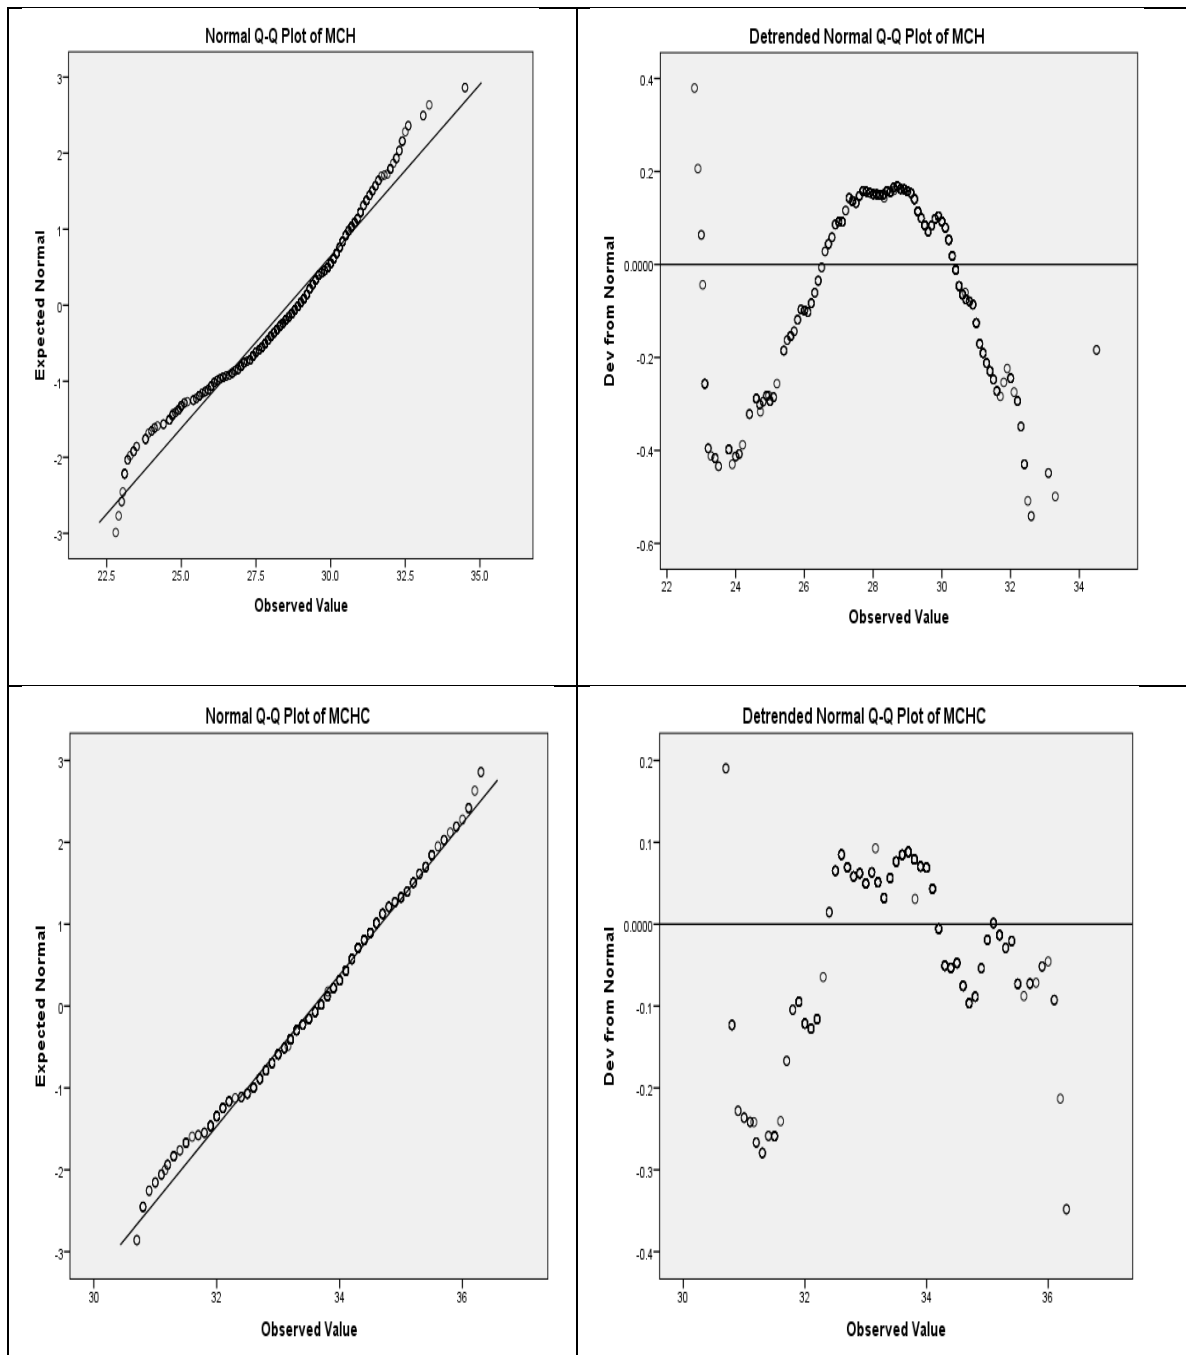 Normal Q-Q Plot of MCH
Expected Normal
3
2
1
0
-1
-2
-3
22.5 25.0 27.5 30.0 32.5 35.0
Observed Value
Detrended Normal Q-Q Plot of MCH
Dev from Normal
0.4
0.2
0.0000
-0.2
-0.4
-0.6
22 24 26 28 30 32 34
Observed Value
Normal Q-Q Plot of MCHC
Expected Normal
3
2
1
0
-1
-2
-3
30 32 34 36
Observed Value
Detrended Normal Q-Q Plot of MCHC
Dev from Normal
0.2
0.1
0.0000
-0.1
-0.2
-0.3
-0.4
30 32 34 36
Observed Value